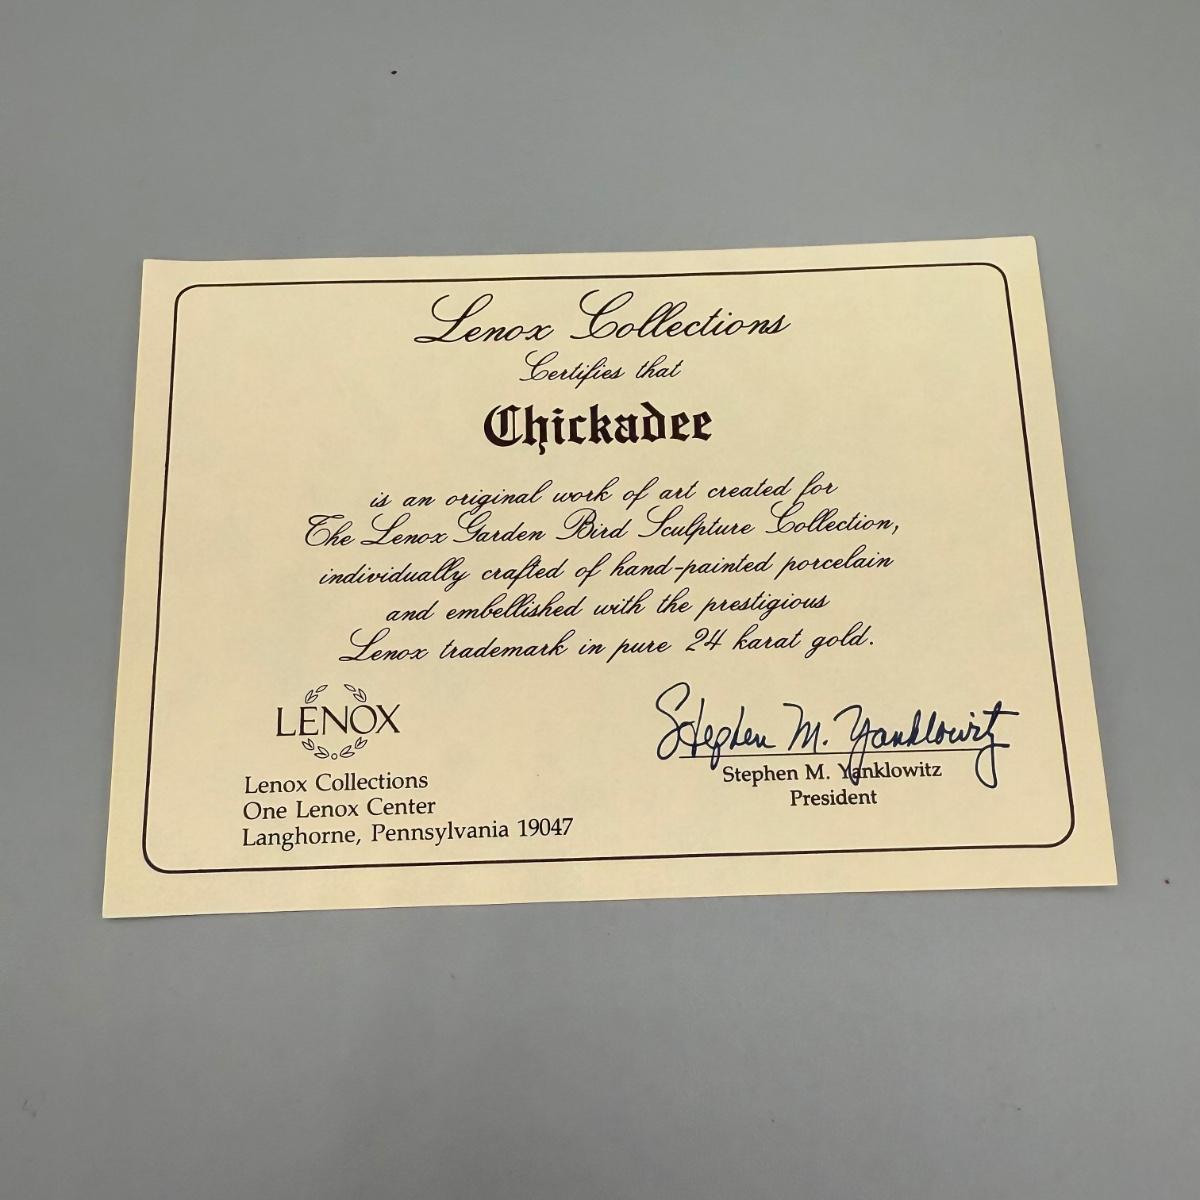 Lenox Collections
Certifies that
Chickadee
is an original work of art created for
The Lenox Garden Bird Sculpture Collection,
individually crafted of hand-painted porcelain
and embellished with the prestigious
Lenox trademark in pure 24 karat gold.
LENOX
Lenox Collections
One Lenox Center
Langhorne, Pennsylvania 19047
Stephen M. Yanklowitz
Stephen M. Yanklowitz
President